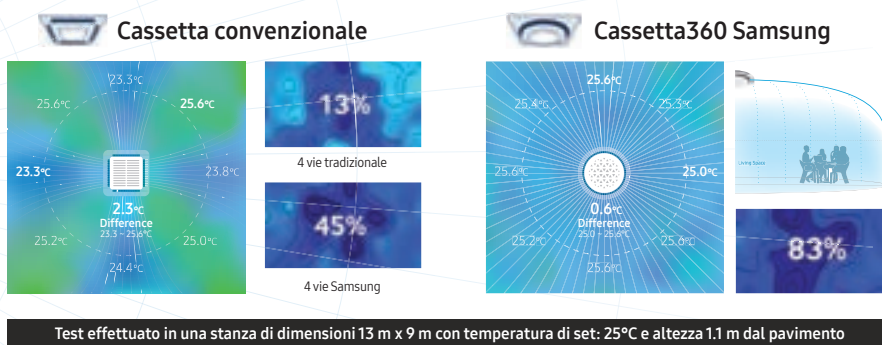 Cassetta convenzionale
Cassetta360 Samsung
23.3°C
25.6°C
25.6°C
23.3°C
23.8°C
2.3°C
Difference
23.3 ~ 25.6°C
25.2°C
25.0°C
24.4°C
13%
4 vie tradizionale
45%
4 vie Samsung
25.6°C
25.4°C
25.3°C
25.6°C
25.0°C
0.6°C
Difference
25.0 ~ 25.6°C
25.2°C
25.6°C
25.6°C
Living Space
83%
Test effettuato in una stanza di dimensioni 13 m x 9 m con temperatura di set: 25°C e altezza 1.1 m dal pavimento